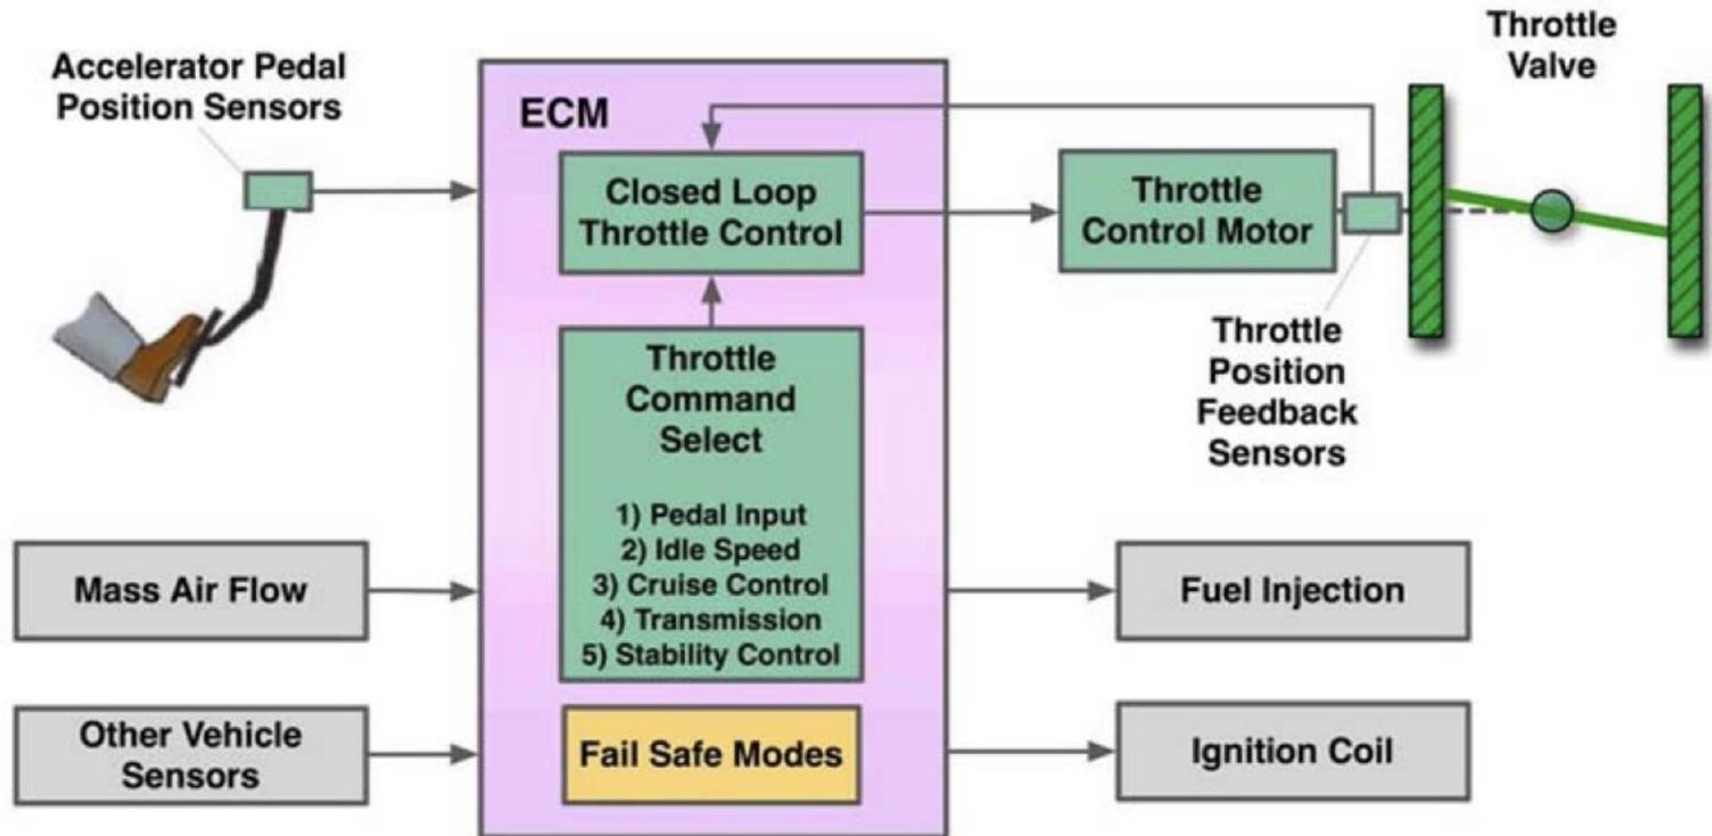 Accelerator Pedal
Position Sensors
ECM
Closed Loop
Throttle Control
Throttle
Control Motor
Throttle
Valve
Throttle
Position
Feedback
Sensors
Throttle
Command
Select
1) Pedal Input
2) Idle Speed
3) Cruise Control
4) Transmission
5) Stability Control
Mass Air Flow
Fuel Injection
Other Vehicle
Sensors
Fail Safe Modes
Ignition Coil